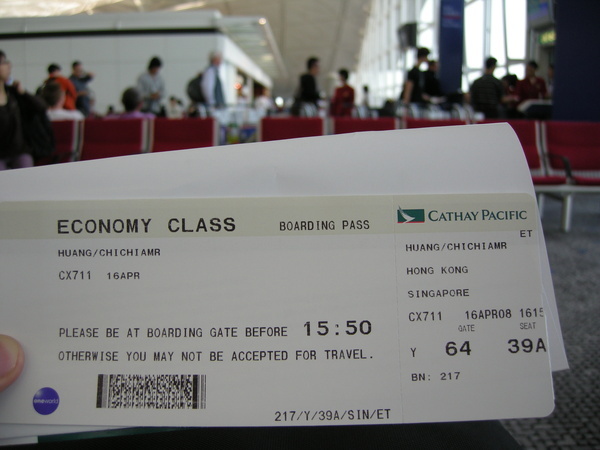 ECONOMY CLASS
BOARDING PASS
HUANG/CHICHIAMR
CX711 16APR
PLEASE BE AT BOARDING GATE BEFORE 15:50
OTHERWISE YOU MAY NOT BE ACCEPTED FOR TRAVEL.
oneworld
217/Y/39A/SIN/ET
CATHAY PACIFIC
ET
HUANG/CHICHIAMR
HONG KONG
SINGAPORE
CX711 16APR08 1615
GATE SEAT
Y 64 39A
BN: 217